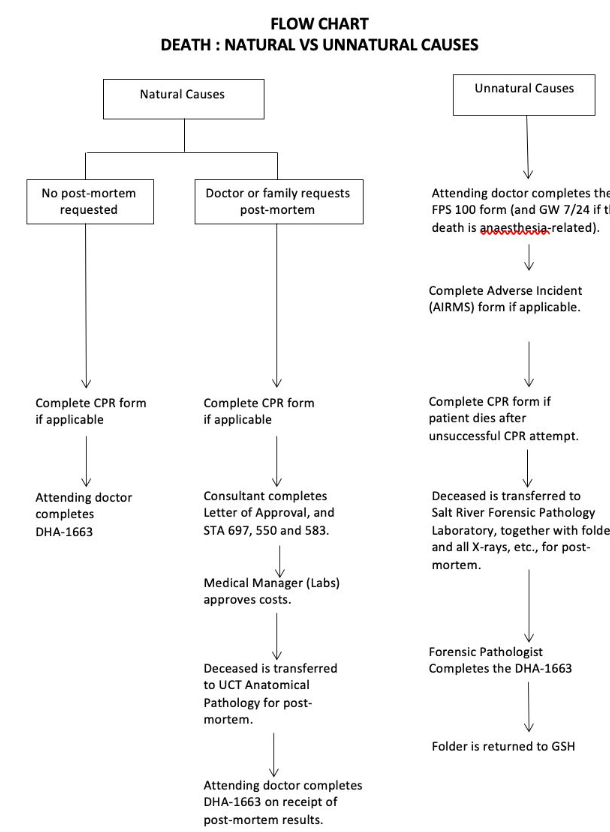 FLOW CHART
DEATH : NATURAL VS UNNATURAL CAUSES
Natural Causes
No post-mortem
requested
Complete CPR form
if applicable
Attending doctor
completes
DHA-1663
Doctor or family requests
post-mortem
Complete CPR form
if applicable
Consultant completes
Letter of Approval, and
STA 697, 550 and 583.
Medical Manager (Labs)
approves costs.
Deceased is transferred
to UCT Anatomical
Pathology for post-
mortem.
Attending doctor completes
DHA-1663 on receipt of
post-mortem results.
Unnatural Causes
Attending doctor completes the
FPS 100 form (and GW 7/24 if
death is anaesthesia-related).
Complete Adverse Incident
(AIRMS) form if applicable.
Complete CPR form if
patient dies after
unsuccessful CPR attempt.
Deceased is transferred to
Salt River Forensic Pathology
Laboratory, together with
and all X-rays, etc., for post-
mortem.
Forensic Pathologist
Completes the DHA-1663
Folder is returned to GSH